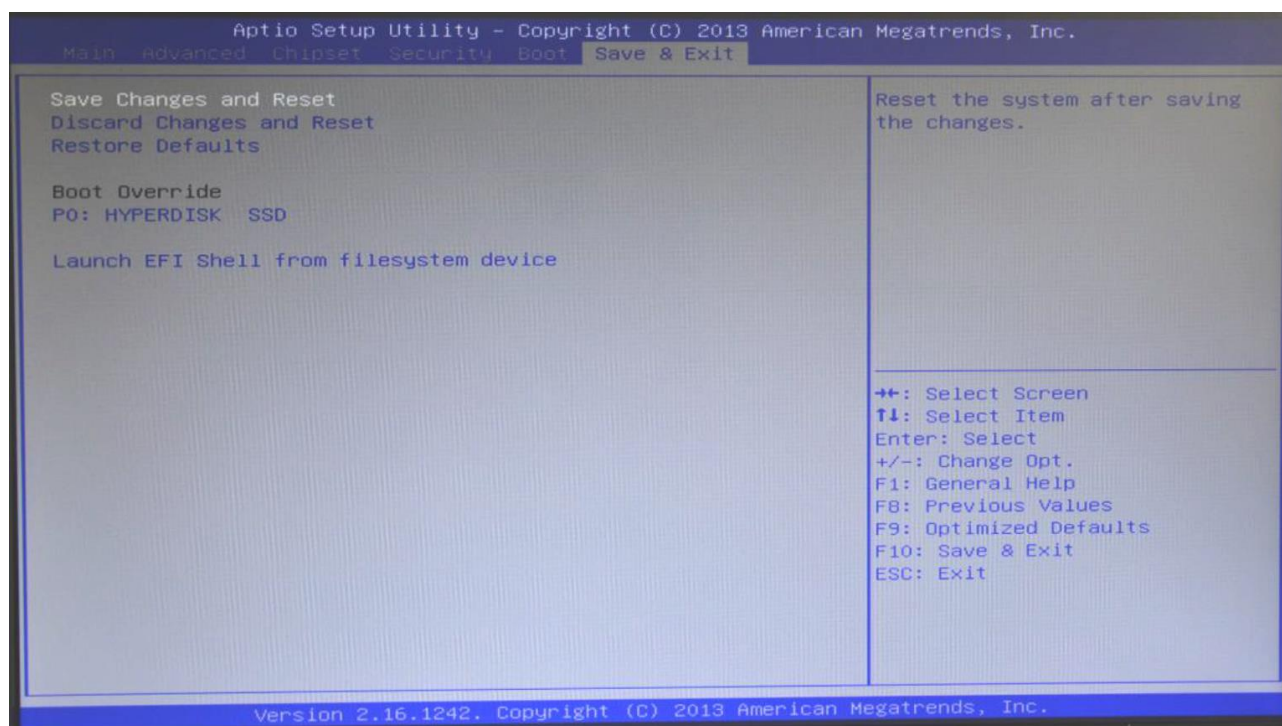 Aptio Setup Utility – Copyright (C) 2013 American Megatrends, Inc.
Main Advanced Chipset Security Boot Save & Exit
Save Changes and Reset
Discard Changes and Reset
Restore Defaults
Boot Override
P0: HYPERDISK SSD
Launch EFI Shell from filesystem device
Reset the system after saving
the changes.
→←: Select Screen
↑↓: Select Item
Enter: Select
+/-: Change Opt.
F1: General Help
F8: Previous Values
F9: Optimized Defaults
F10: Save & Exit
ESC: Exit
Version 2.16.1242. Copyright (C) 2013 American Megatrends, Inc.